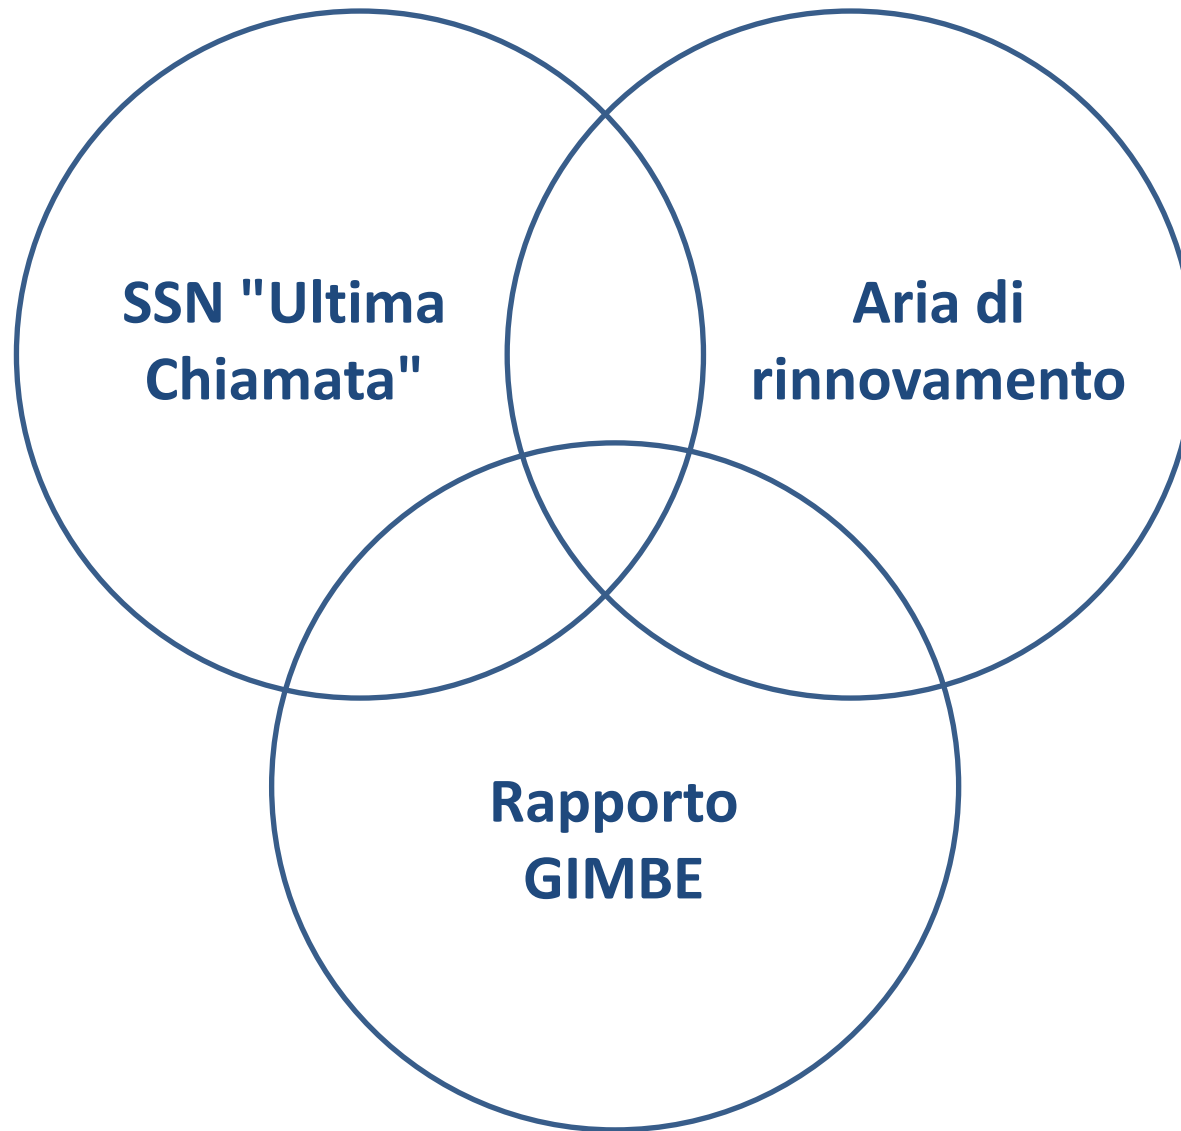 SSN "Ultima
Chiamata"
Aria di
rinnovamento
Rapporto
GIMBE